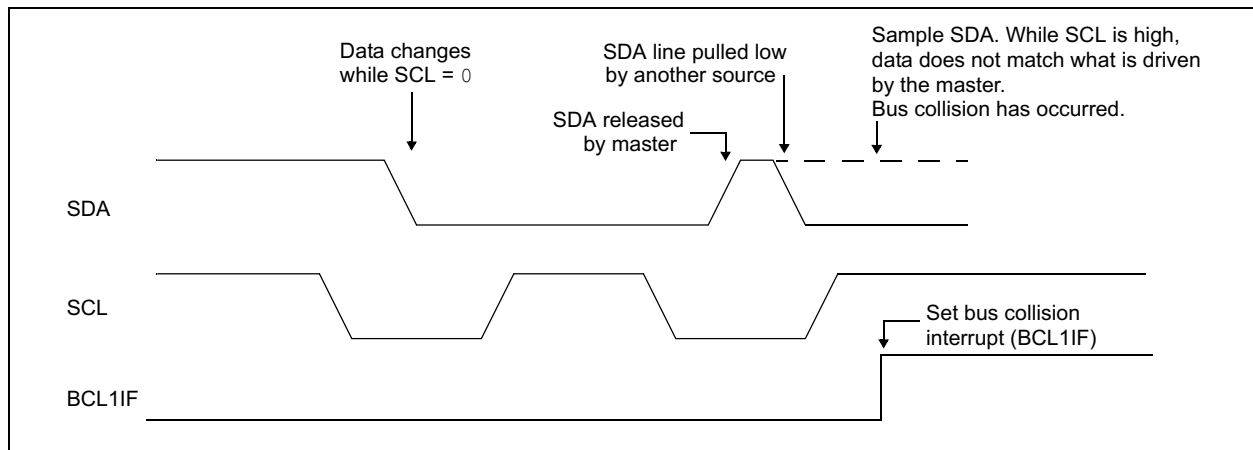 Data changes
while SCL = 0
SDA line pulled low
by another source
Sample SDA. While SCL is high,
data does not match what is driven
by the master.
Bus collision has occurred.
SDA released
by master
SDA
SCL
Set bus collision
interrupt (BCL1IF)
BCL1IF